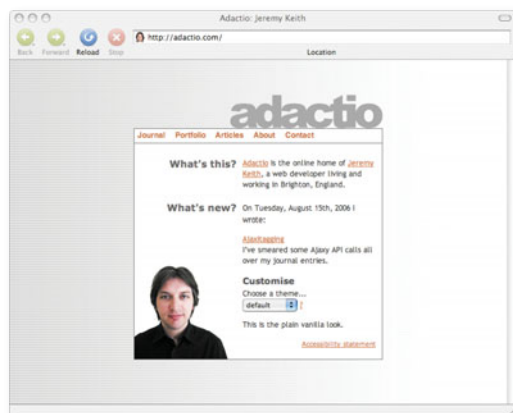 Adactio: Jeremy Keith
http://adactio.com/
Back Forward Reload Stop Location
adactio
Journal Portfolio Articles About Contact
What's this? Adactio is the online home of Jeremy
Keith, a web developer living and
working in Brighton, England.
What's new? On Tuesday, August 15th, 2006 I
wrote:
AjaxTagging
I've smeared some Ajaxy API calls all
over my journal entries.
Customise
Choose a theme...
default
This is the plain vanilla look.
Accessibility statement